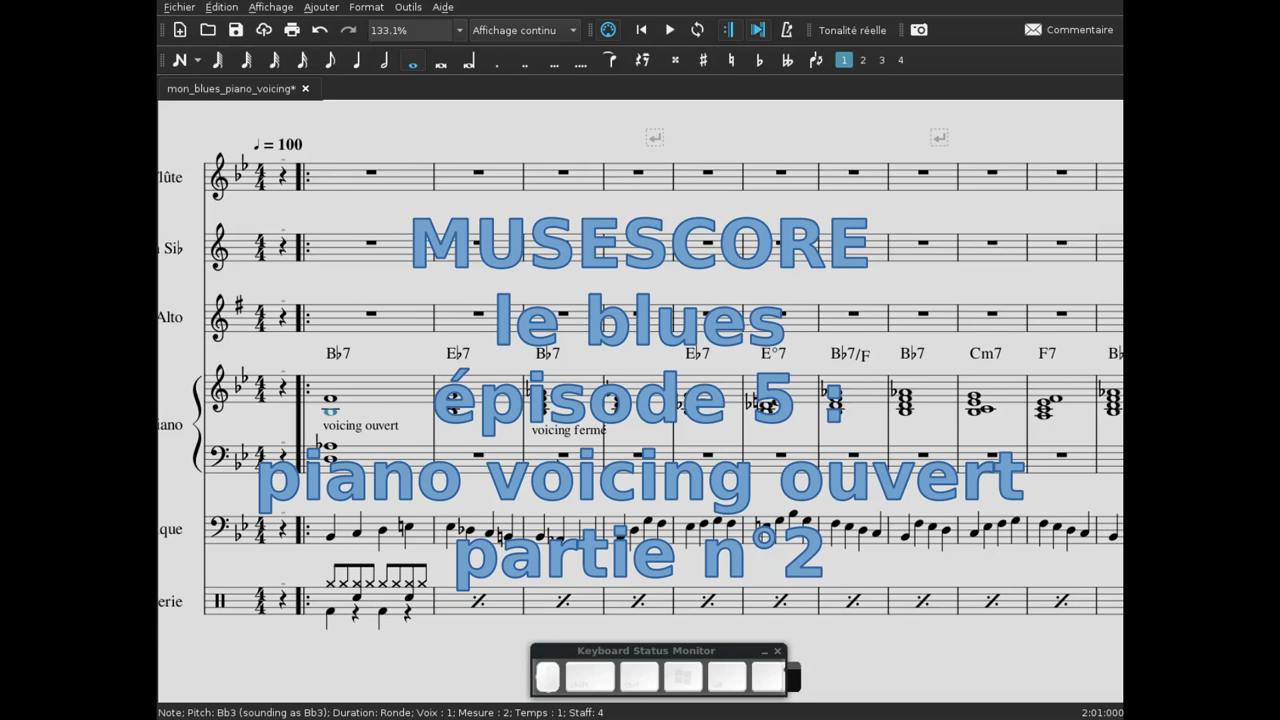 Fichier Édition Affichage Ajouter Format Outils Aide
133.1% Affichage continu Tonalité réelle Commentaire
1 2 3 4
mon_blues_piano_voicing* ×
♩ = 100
lûte
Sib
Alto
B♭7 E♭7 B♭7 E♭7 E°7 B♭7/F B♭7 Cm7 F7
iano
voicing ouvert
voicing fermé
que
erie
MUSESCORE
le blues
épisode 5 :
piano voicing ouvert
partie n°2
Keyboard Status Monitor
Note; Pitch: Bb3 (sounding as Bb3); Duration: Ronde; Voix : 1; Mesure : 2; Temps : 1; Staff: 4
2:01:000